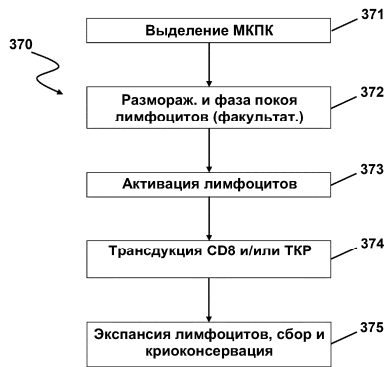 Выделение МКПК
371
370
Размораж. и фаза покоя
лимфоцитов (факультат.)
372
Активация лимфоцитов
373
Трансдукция CD8 и/или ТКР
374
Экспансия лимфоцитов, сбор и
криоконсервация
375